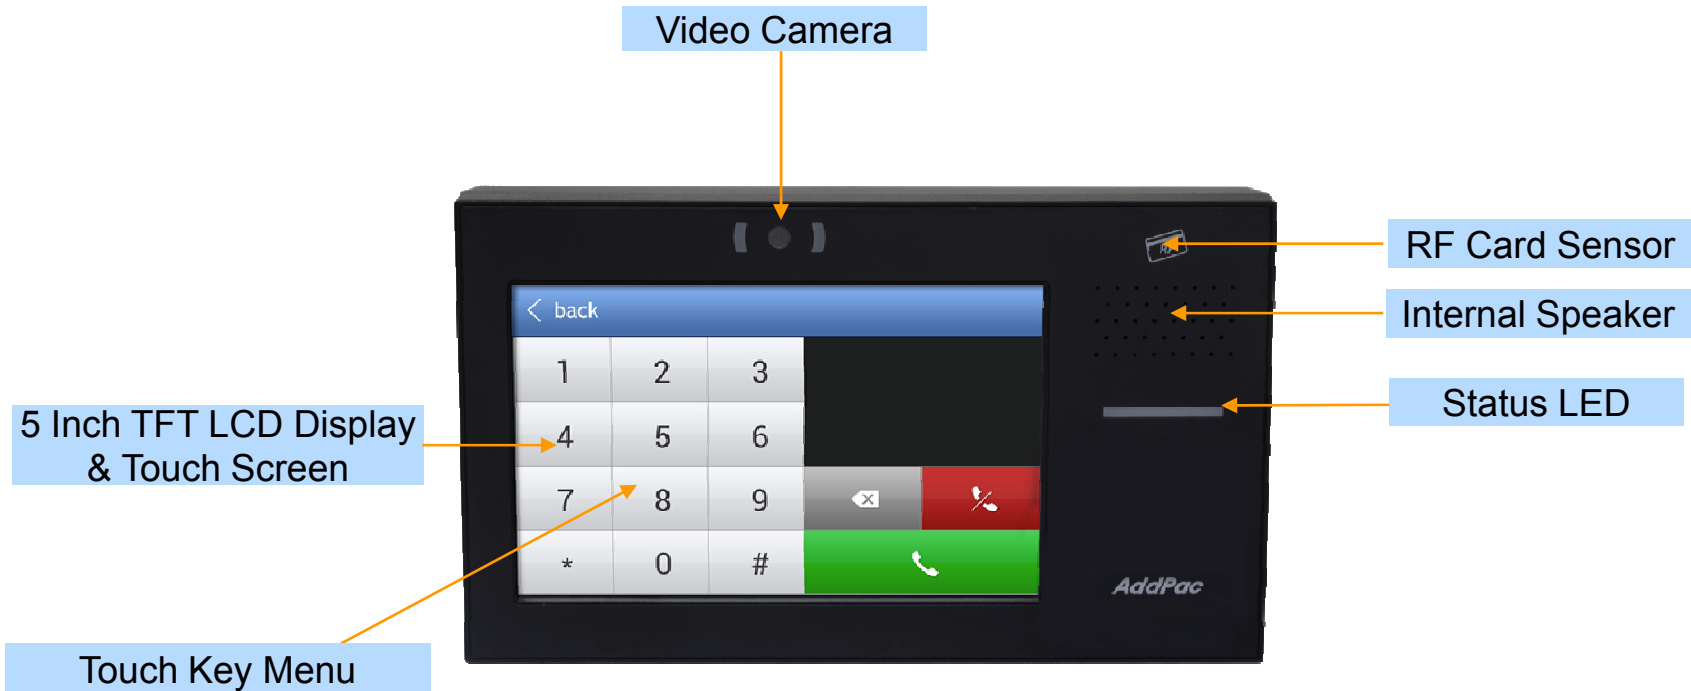 Video Camera
RF Card Sensor
RF
Internal Speaker
< back
1 2 3
Status LED
5 Inch TFT LCD Display
& Touch Screen
4 5 6
7 8 9
* 0 #
AddPac
Touch Key Menu